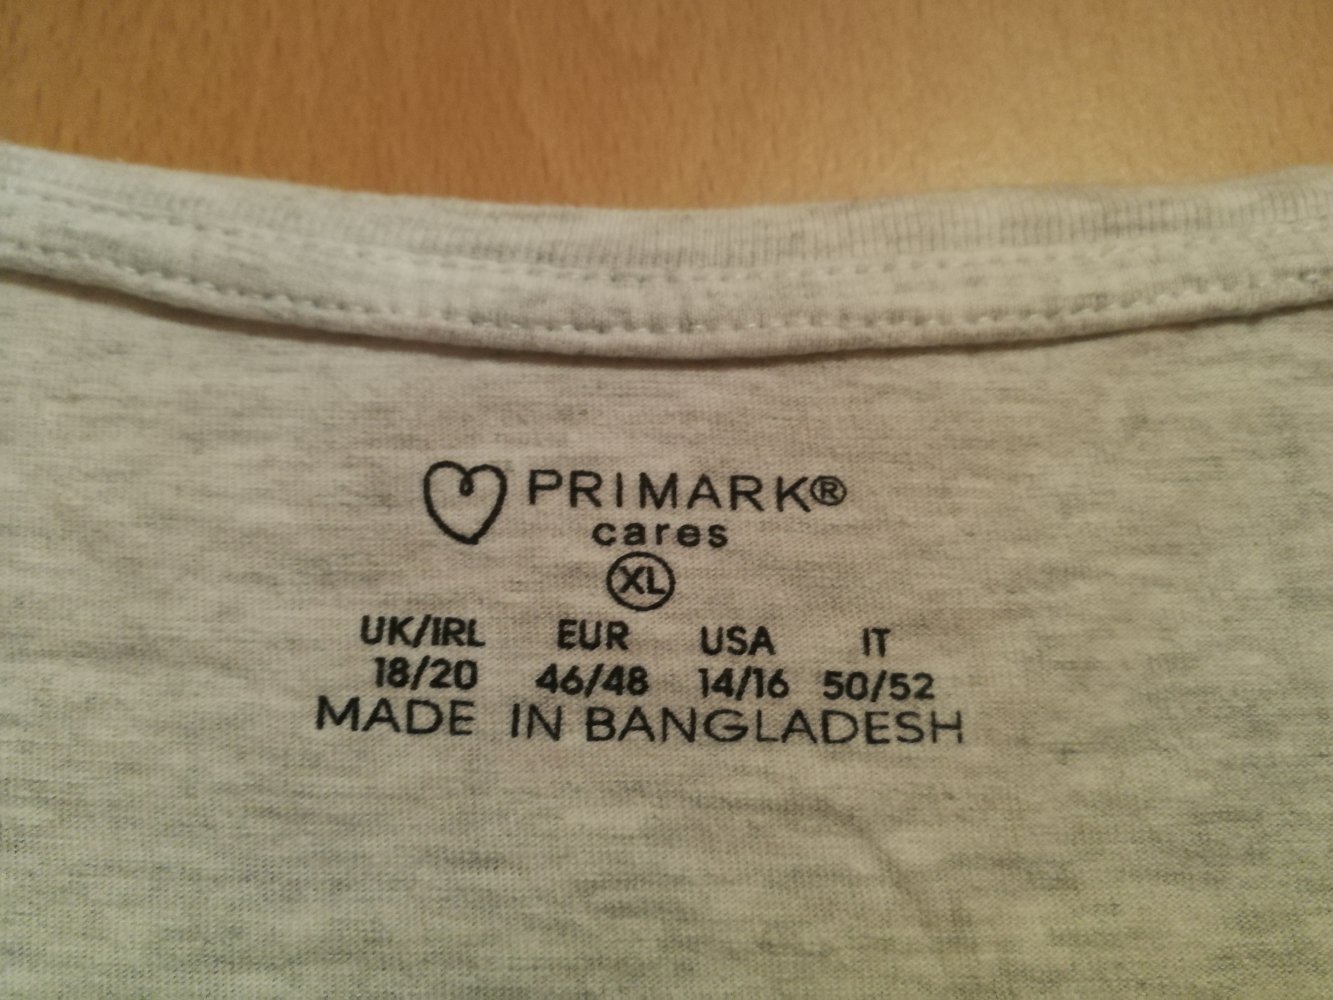 PRIMARK®
cares
XL
UK/IRL EUR USA IT
18/20 46/48 14/16 50/52
MADE IN BANGLADESH